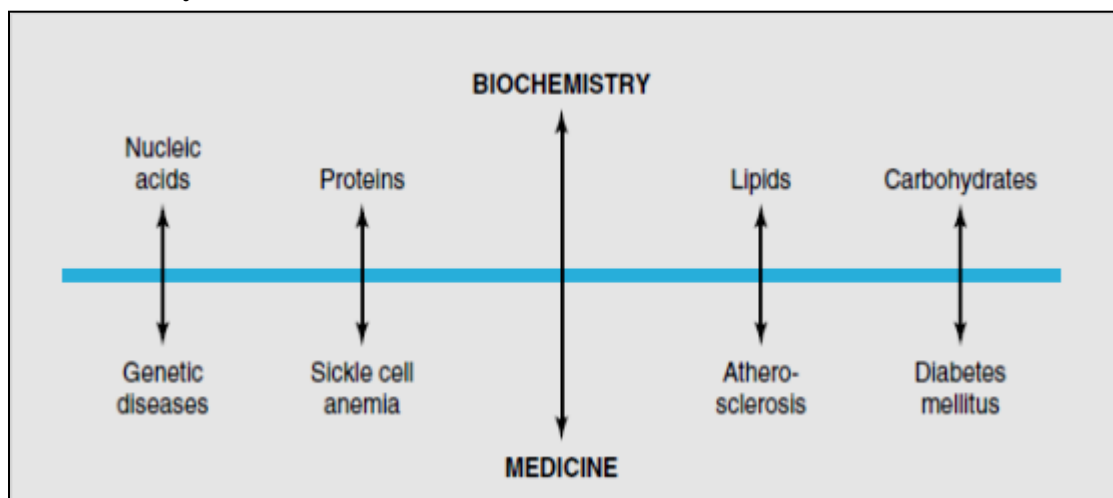 BIOCHEMISTRY
Nucleic
acids
Proteins
Lipids
Carbohydrates
Genetic
diseases
Sickle cell
anemia
Athero-
sclerosis
Diabetes
mellitus
MEDICINE